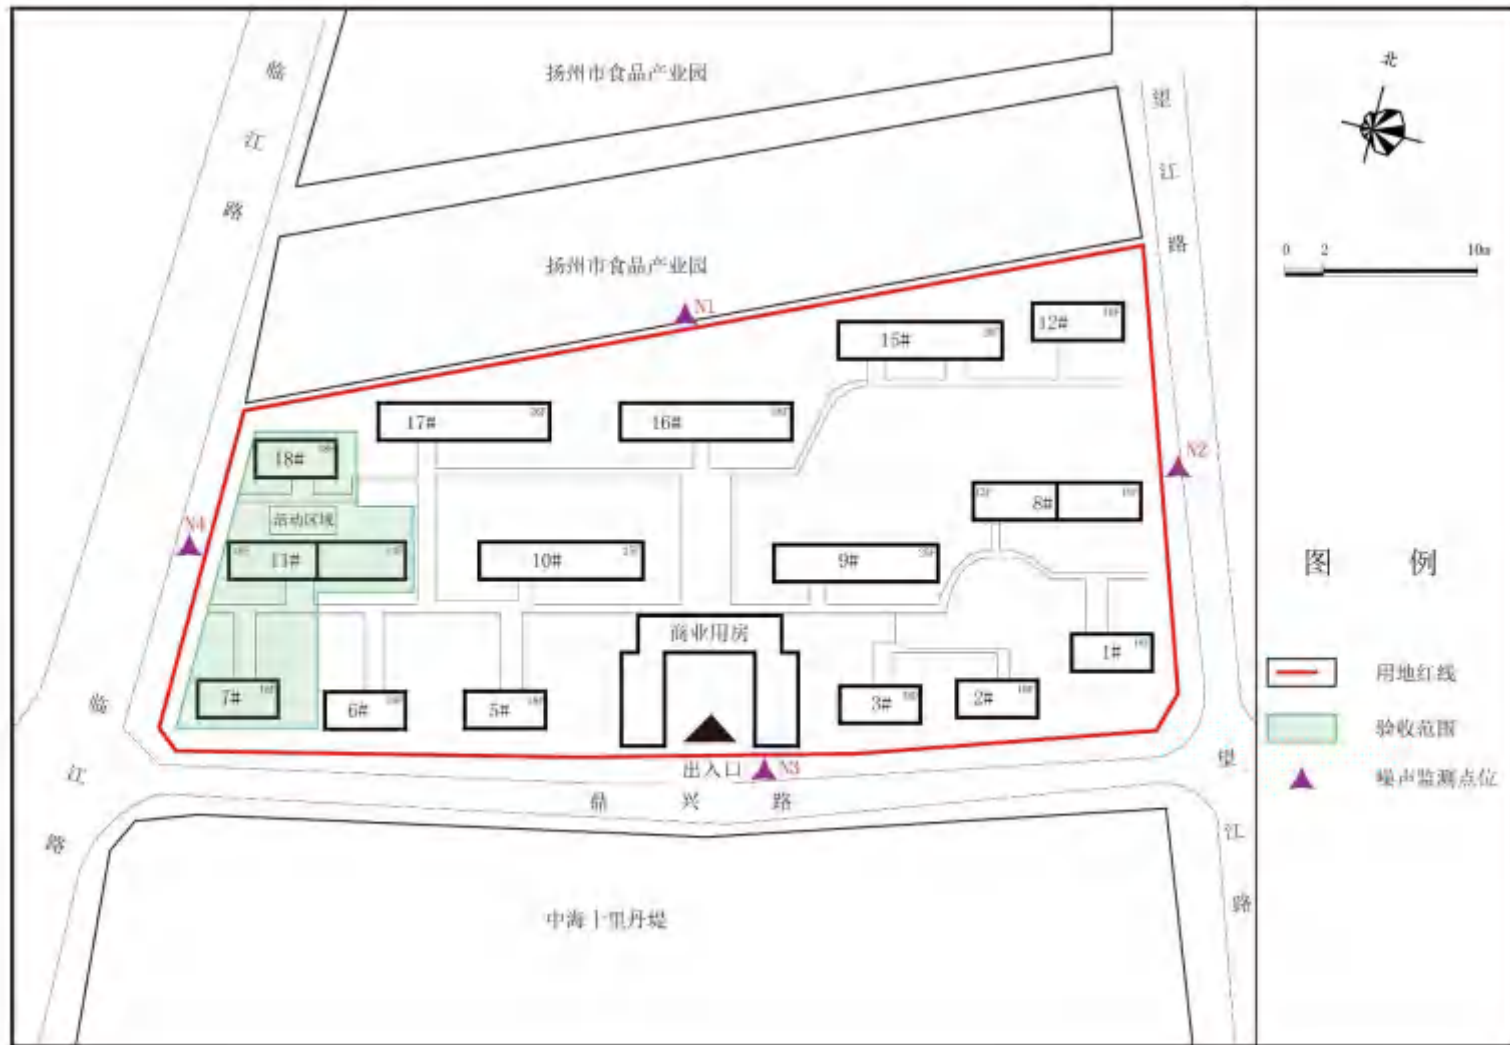 扬州市食品产业园
北
临江路
望江路
0 2 10m
扬州市食品产业园
N1
12#
15#
17#
16#
18#
N2
8#
活动区域
N4
11#
10#
9#
图 例
商业用房
1#
用地红线
7#
6#
5#
3#
2#
验收范围
出入口
N3
噪声监测点位
鼎兴路
临江路
望江路
中海十里丹堤